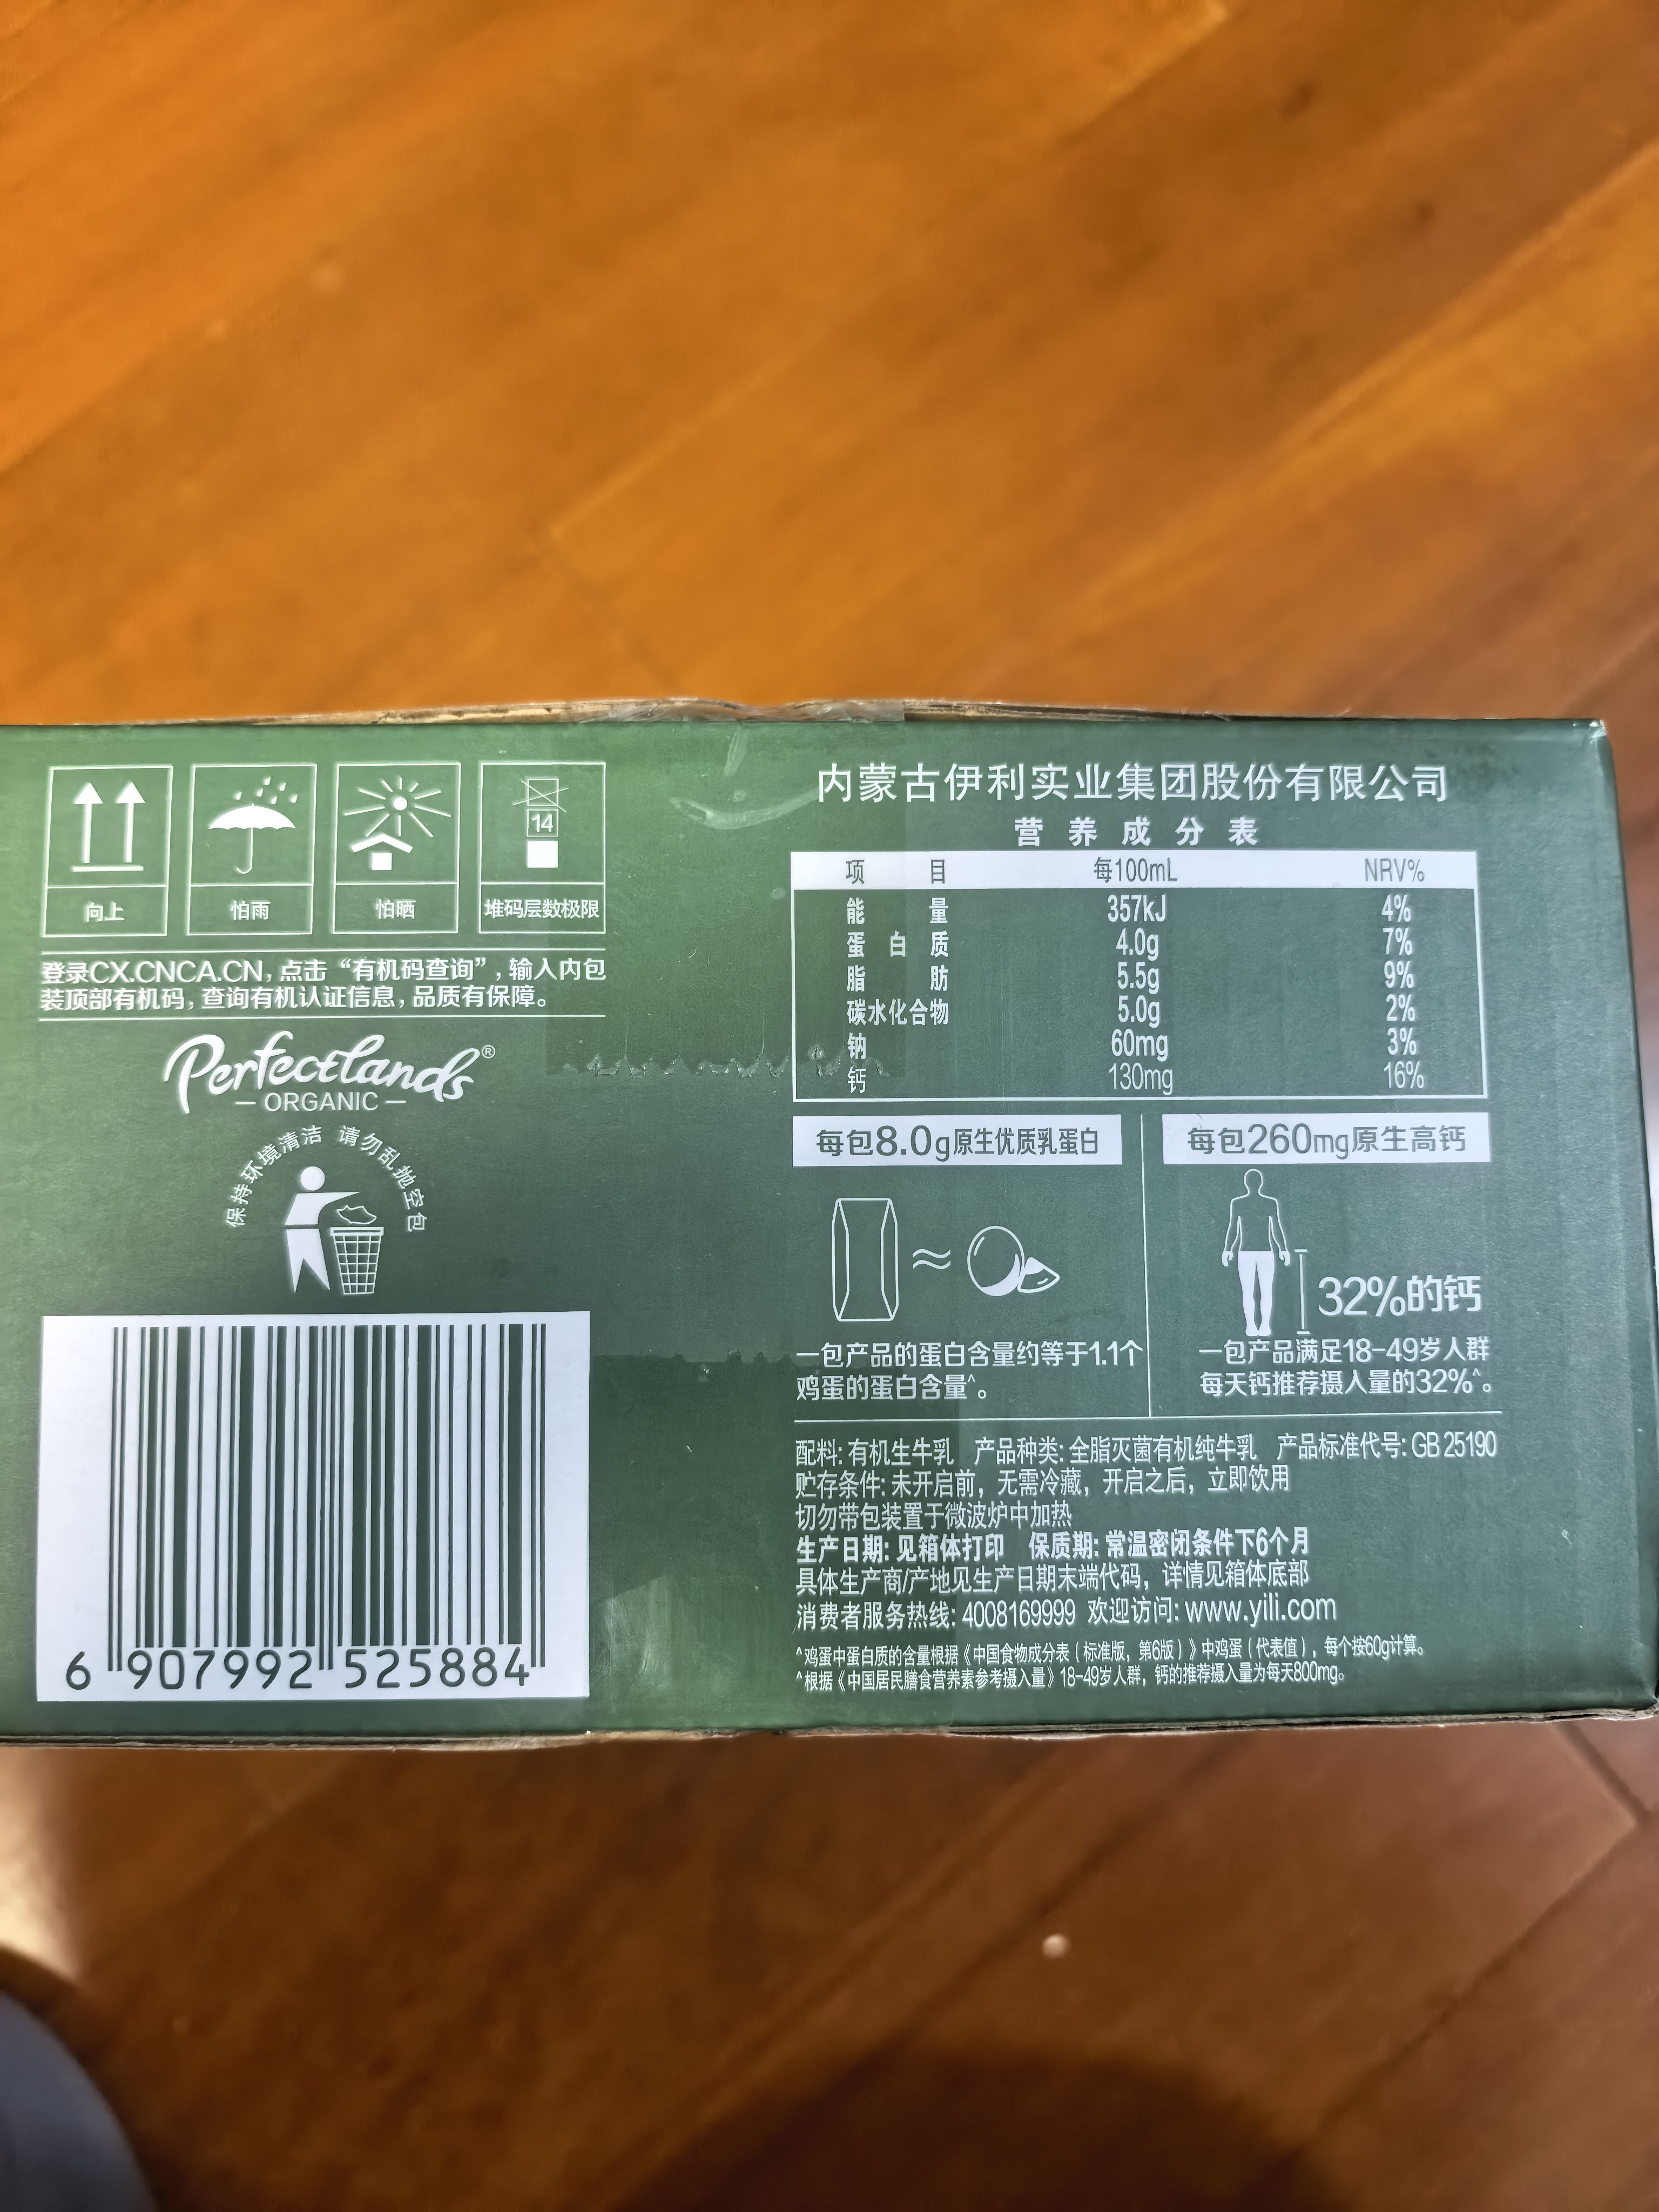 向上
怕雨
怕晒
14
堆码层数极限
登录CX.CNCA.CN,点击“有机码查询”,输入内包
装顶部有机码,查询有机认证信息,品质有保障。
Perfectlands®
ORGANIC
保持环境清洁 请勿乱抛空包
6 907992 525884
内蒙古伊利实业集团股份有限公司
营养成分表
项目 每100mL NRV%
能量 357kJ 4%
蛋白质 4.0g 7%
脂肪 5.5g 9%
碳水化合物 5.0g 2%
钠 60mg 3%
钙 130mg 16%
每包8.0g原生优质乳蛋白
一包产品的蛋白含量约等于1.1个
鸡蛋的蛋白含量^。
每包260mg原生高钙
32%的钙
一包产品满足18-49岁人群
每天钙推荐摄入量的32%^。
配料: 有机生牛乳 产品种类: 全脂灭菌有机纯牛乳 产品标准代号: GB 25190
贮存条件: 未开启前，无需冷藏，开启之后，立即饮用
切勿带包装置于微波炉中加热
生产日期: 见箱体打印 保质期: 常温密闭条件下6个月
具体生产商/产地见生产日期末端代码，详情见箱体底部
消费者服务热线: 4008169999 欢迎访问: www.yili.com
^鸡蛋中蛋白质的含量根据《中国食物成分表（标准版，第6版）》中鸡蛋（代表值），每个按60g计算。
^根据《中国居民膳食营养素参考摄入量》18-49岁人群，钙的推荐摄入量为每天800mg。